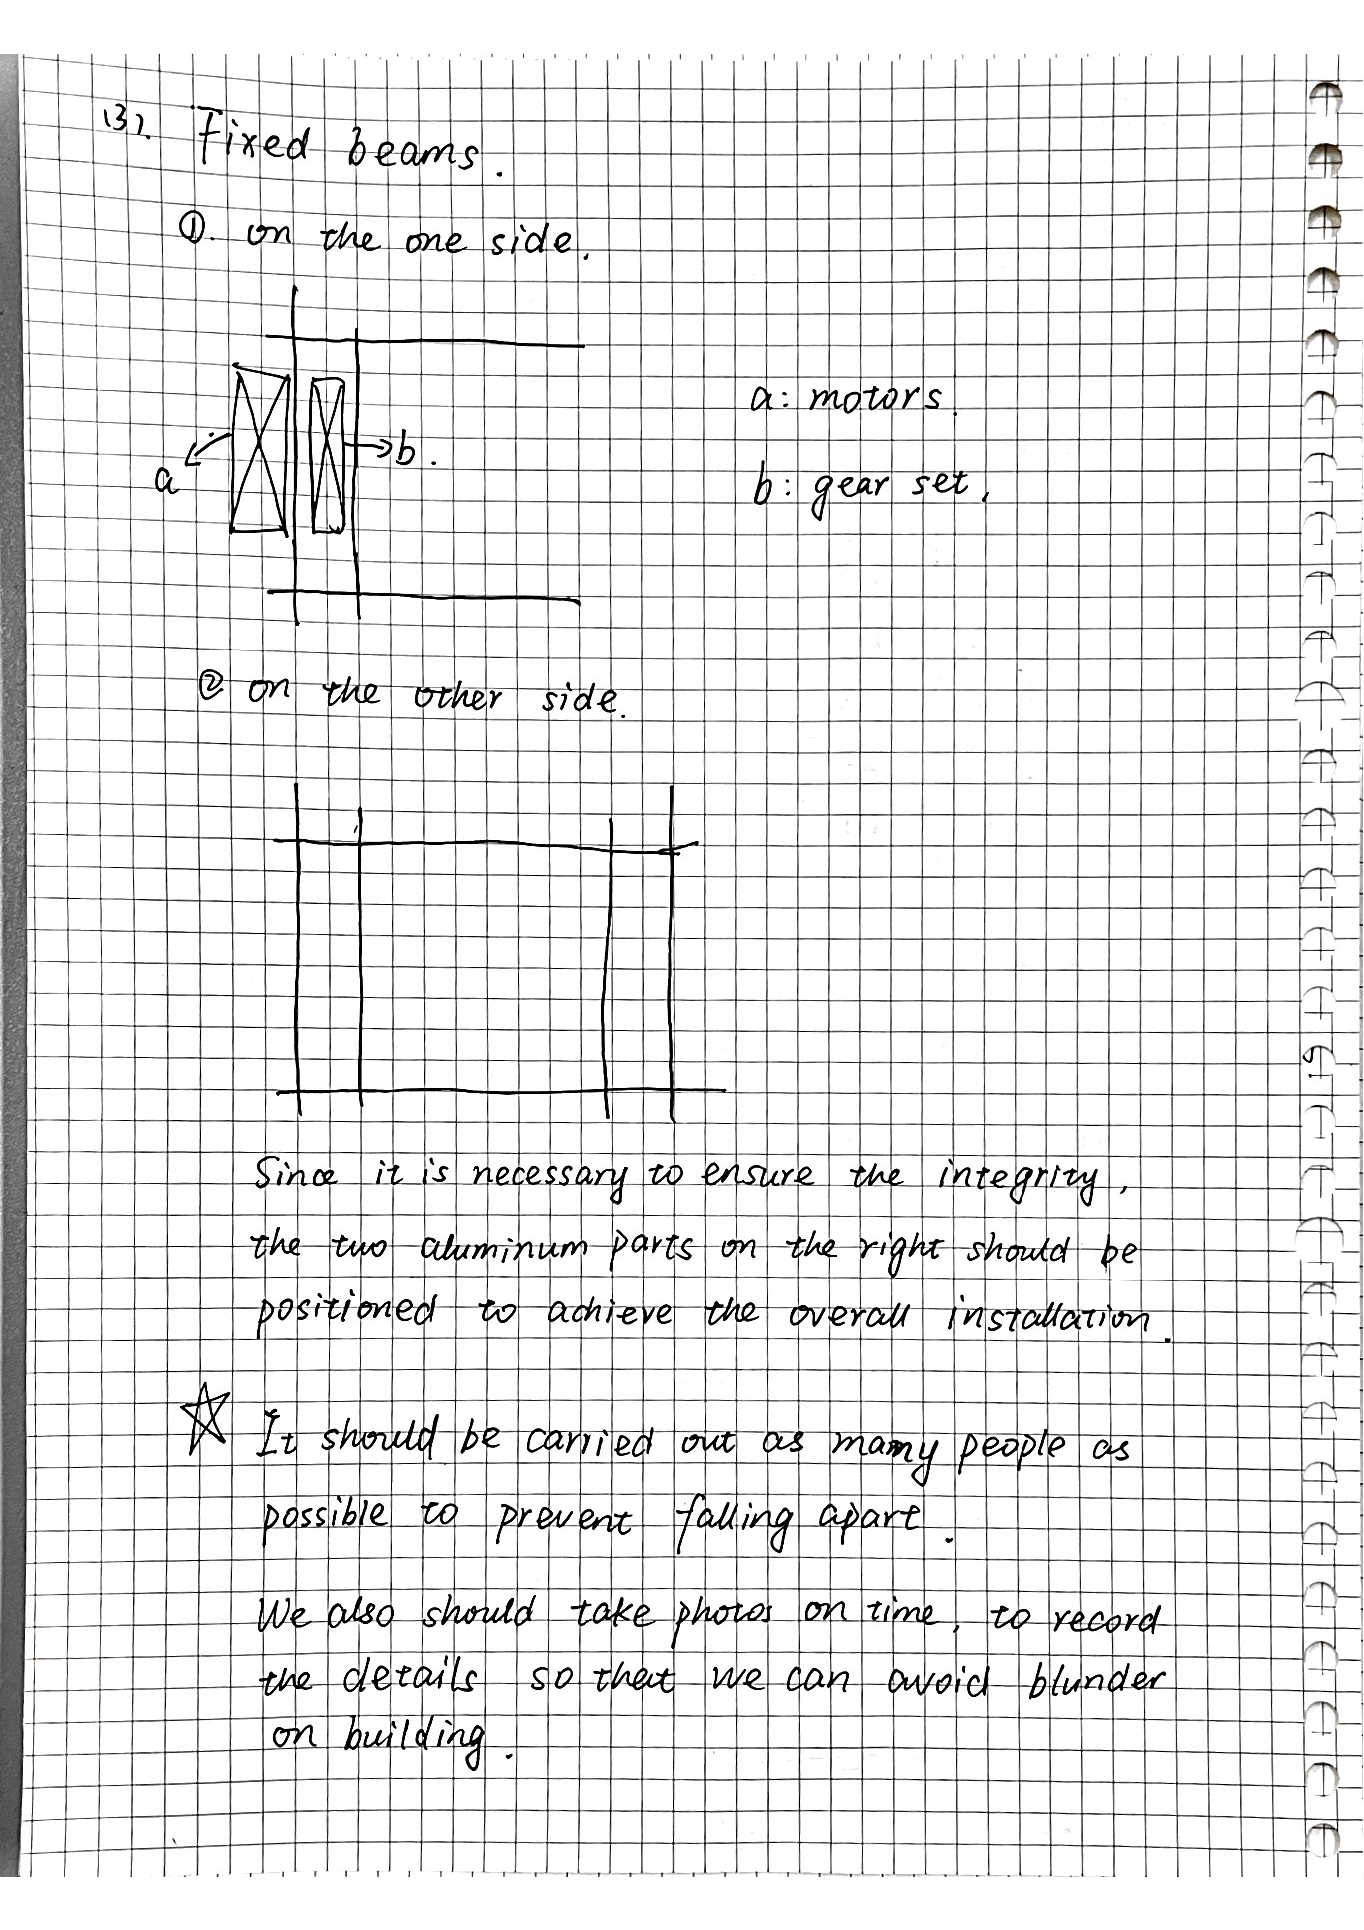 (3). Fixed beams.
①. on the one side.
a: motors.
a
b.
b: gear set.
② on the other side.
Since it is necessary to ensure the integrity,
the two aluminum parts on the right should be
positioned to achieve the overall installation.
☆ It should be carried out as many people as
possible to prevent falling apart.
We also should take photos on time, to record
the details so that we can avoid blunder
on building.